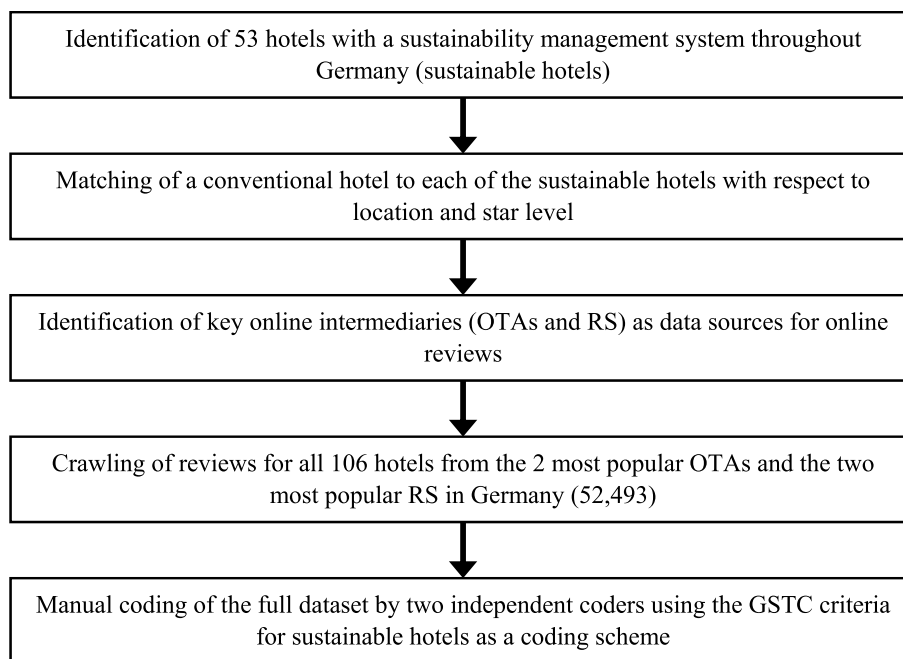 Identification of 53 hotels with a sustainability management system throughout
Germany (sustainable hotels)
Matching of a conventional hotel to each of the sustainable hotels with respect to
location and star level
Identification of key online intermediaries (OTAs and RS) as data sources for online
reviews
Crawling of reviews for all 106 hotels from the 2 most popular OTAs and the two
most popular RS in Germany (52,493)
Manual coding of the full dataset by two independent coders using the GSTC criteria
for sustainable hotels as a coding scheme